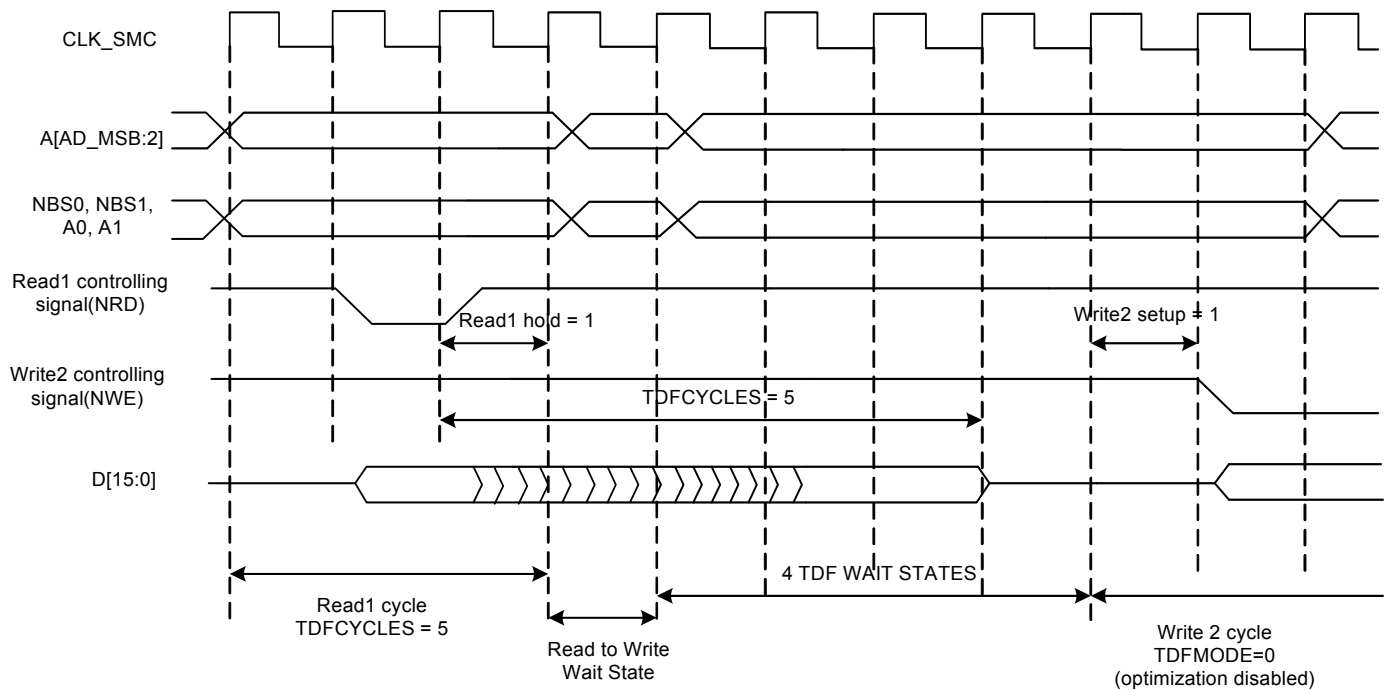 CLK_SMC
A[AD_MSB:2]
NBS0, NBS1,
A0, A1
Read1 controlling
signal(NRD)
Read1 hold = 1
Write2 setup = 1
Write2 controlling
signal(NWE)
TDFCYCLES = 5
D[15:0]
4 TDF WAIT STATES
Read1 cycle
TDFCYCLES = 5
Read to Write
Wait State
Write 2 cycle
TDFMODE=0
(optimization disabled)